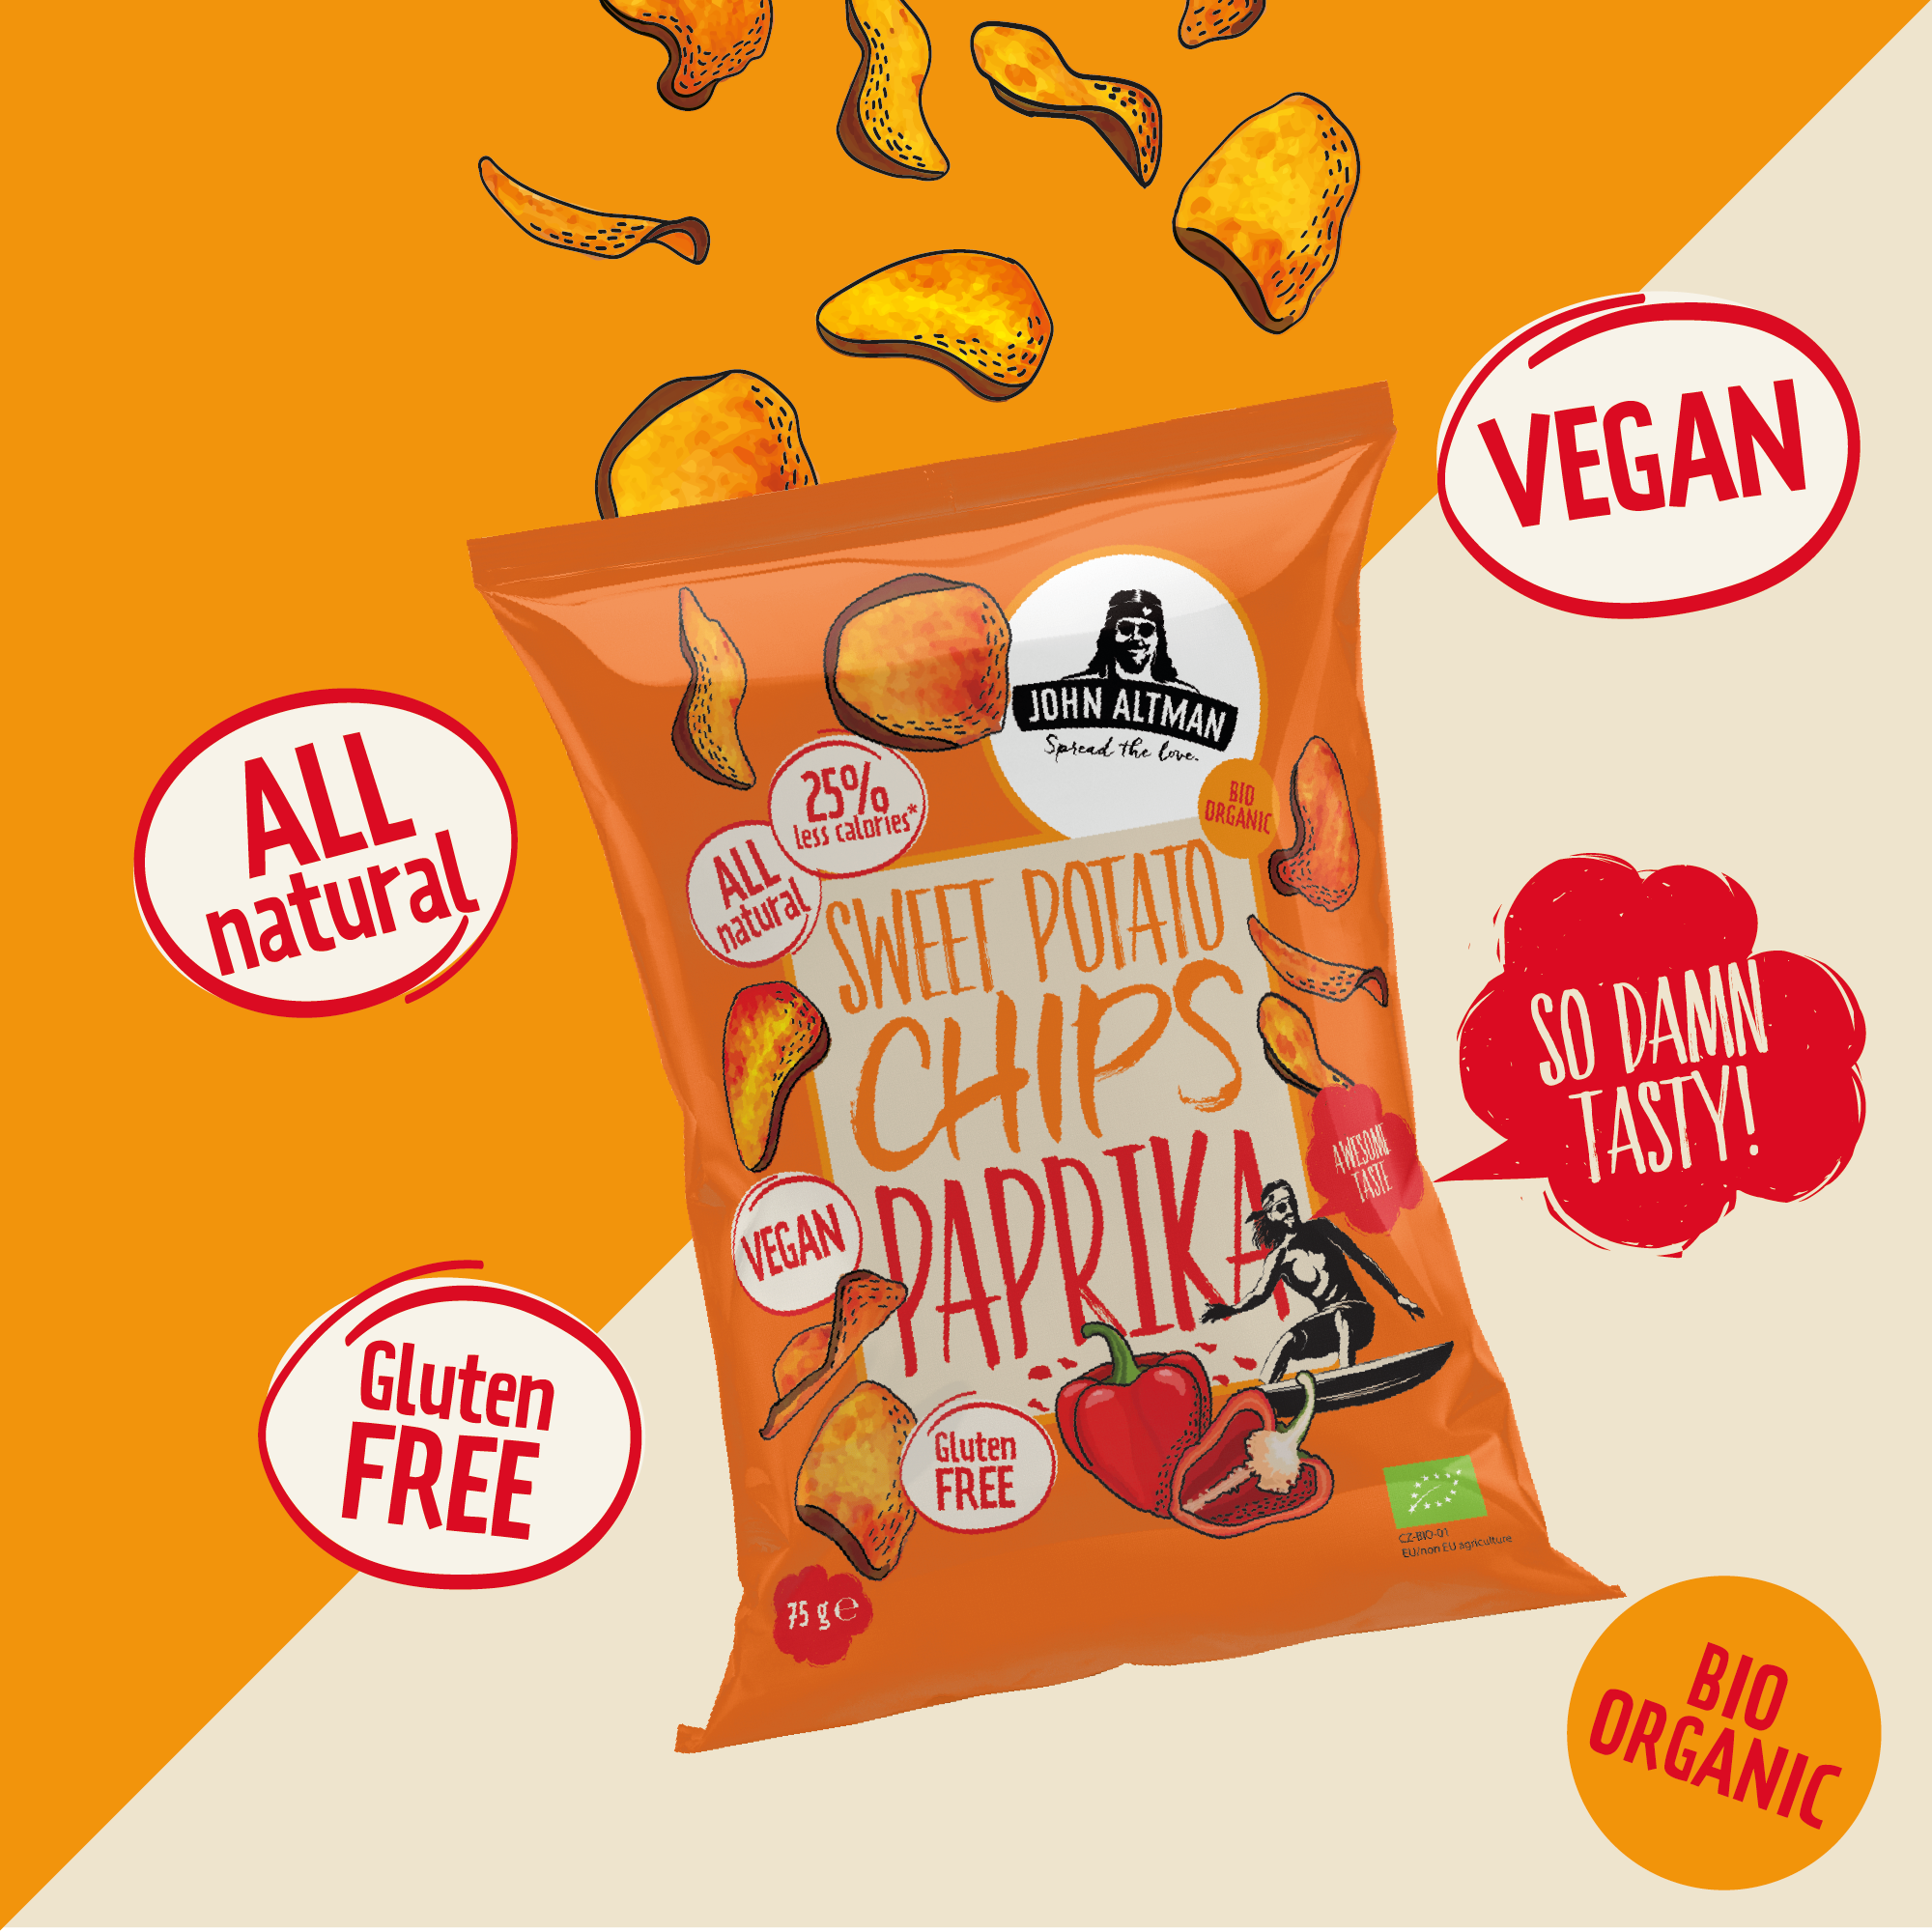 VEGAN
ALL
natural
SO DAMN
TASTY!
Gluten
FREE
BIO
ORGANIC
JOHN ALTMAN
Spread the love.
25%
less calories*
BIO
ORGANIC
ALL
natural
SWEET POTATO
CHIPS
PAPRIKA
AWESOME
TASTE
VEGAN
Gluten
FREE
CZ-BIO-01
EU/non EU agriculture
75 g e